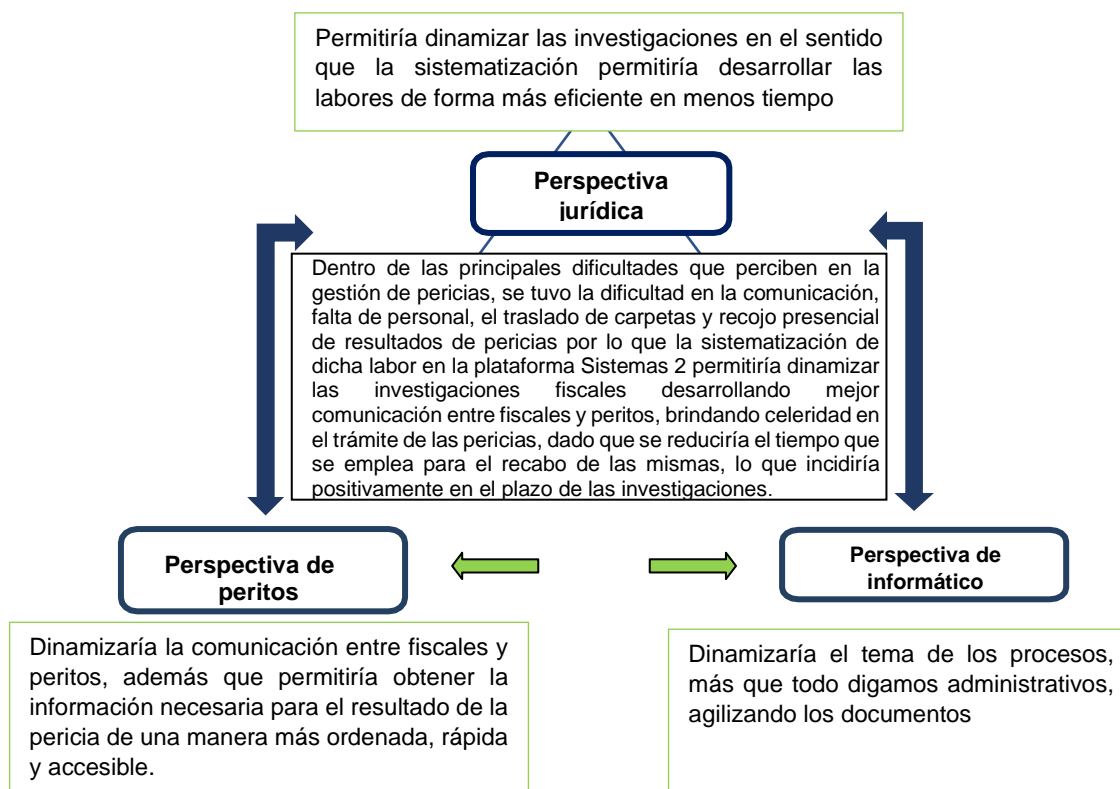 Permitiría dinamizar las investigaciones en el sentido
que la sistematización permitiría desarrollar las
labores de forma más eficiente en menos tiempo
Perspectiva
jurídica
Dentro de las principales dificultades que perciben en la
gestión de pericias, se tuvo la dificultad en la comunicación,
falta de personal, el traslado de carpetas y recojo presencial
de resultados de pericias por lo que la sistematización de
dicha labor en la plataforma Sistemas 2 permitiría dinamizar
las investigaciones fiscales desarrollando mejor
comunicación entre fiscales y peritos, brindando celeridad en
el trámite de las pericias, dado que se reduciría el tiempo que
se emplea para el recabo de las mismas, lo que incidiría
positivamente en el plazo de las investigaciones.
Perspectiva de
peritos
Perspectiva de
informático
Dinamizaría la comunicación entre fiscales y
peritos, además que permitiría obtener la
información necesaria para el resultado de la
pericia de una manera más ordenada, rápida
y accesible.
Dinamizaría el tema de los procesos,
más que todo digamos administrativos,
agilizando los documentos